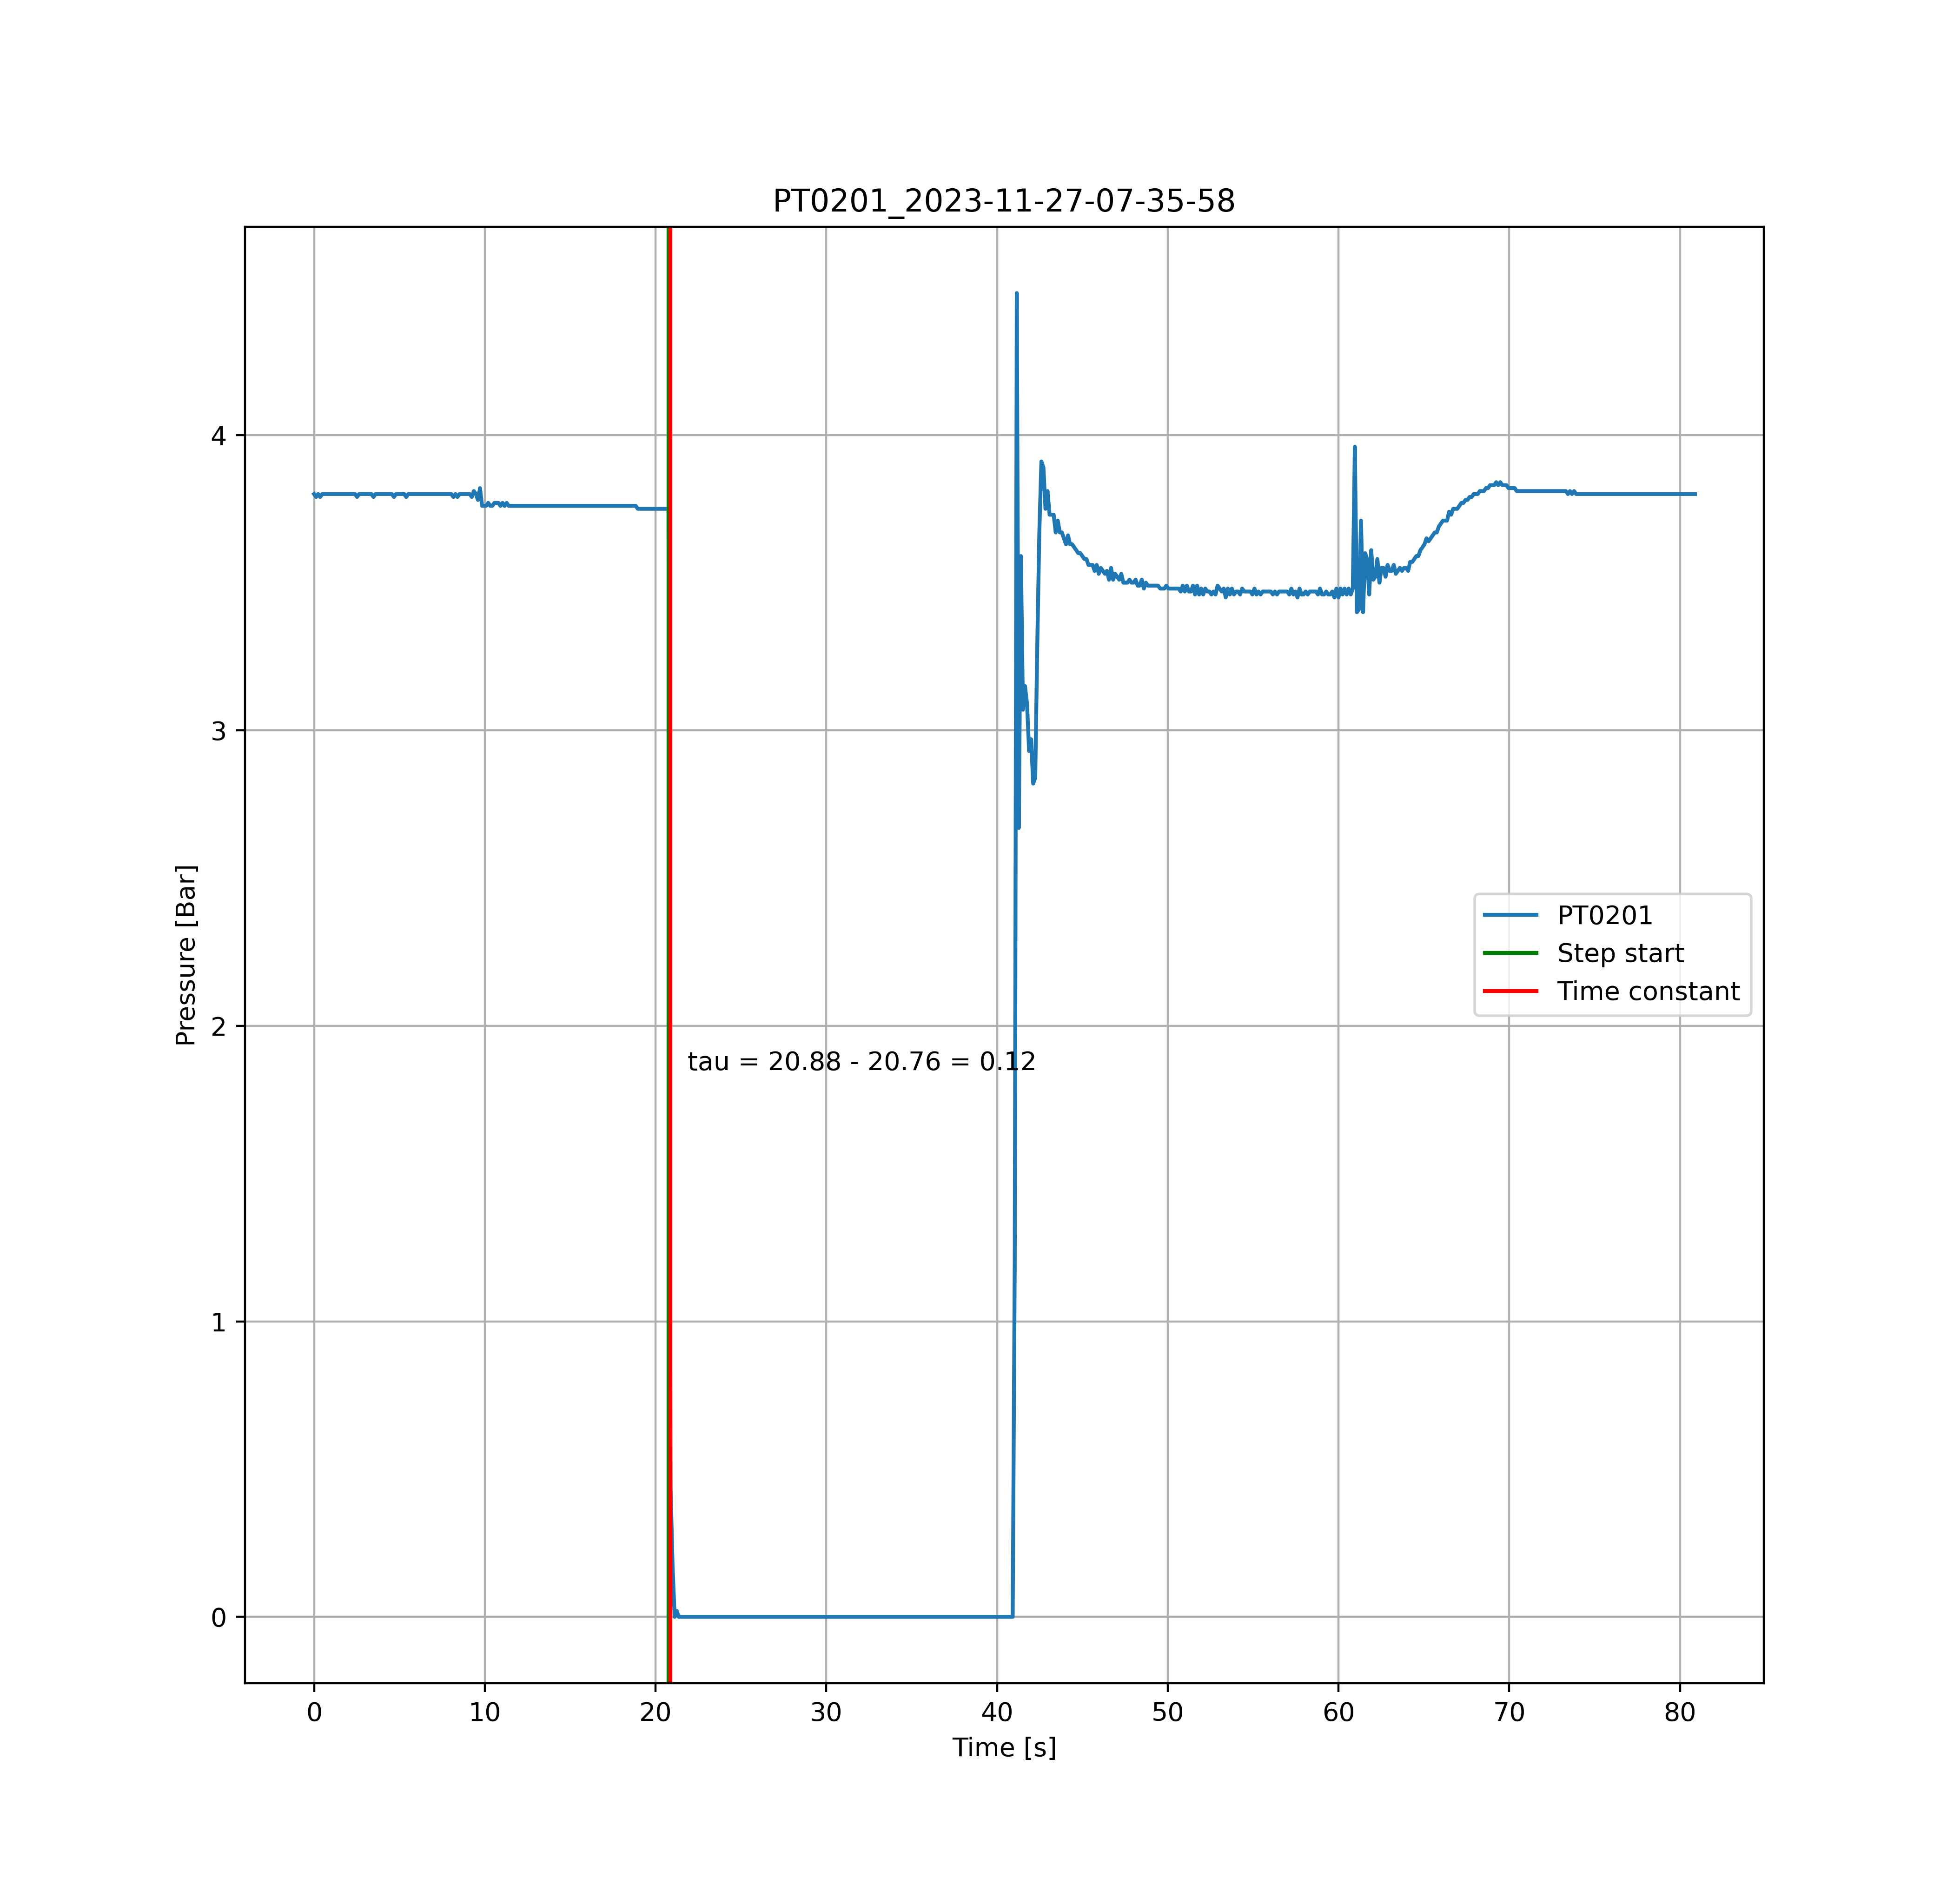 PT0201_2023-11-27-07-35-58
4
3
2
1
0
Pressure [Bar]
PT0201
Step start
Time constant
tau = 20.88 - 20.76 = 0.12
0 10 20 30 40 50 60 70 80
Time [s]